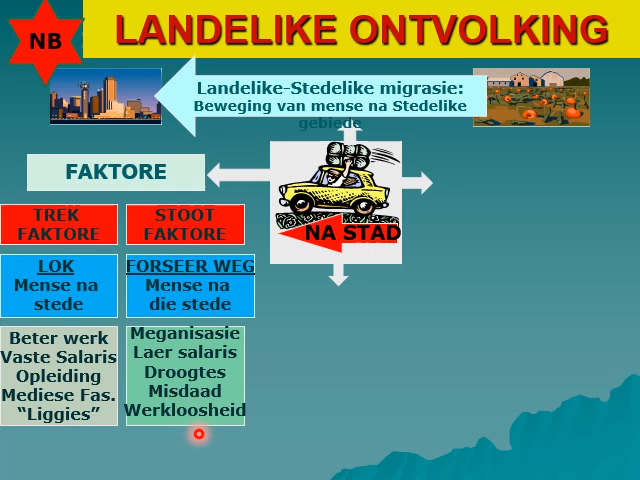 NB
LANDELIKE ONTVOLKING
Landelike-Stedelike migrasie:
Beweging van mense na Stedelike
gebiede
FAKTORE
NA STAD
TREK
FAKTORE
STOOT
FAKTORE
LOK
Mense na
stede
FORSEER WEG
Mense na
die stede
Beter werk
Vaste Salaris
Opleiding
Mediese Fas.
“Liggies”
Meganisasie
Laer salaris
Droogtes
Misdaad
Werkloosheid